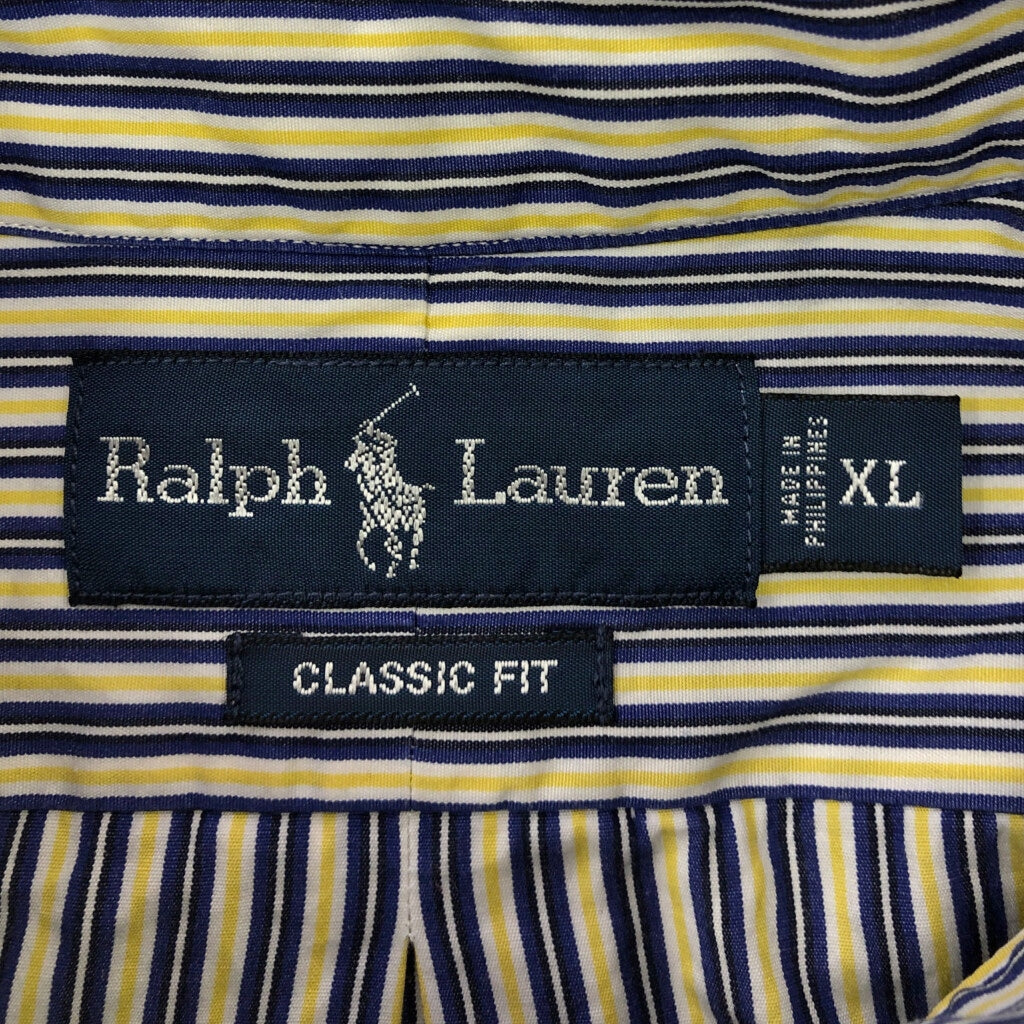 Ralph Lauren
MADE IN
PHILIPPINES
XL
CLASSIC FIT